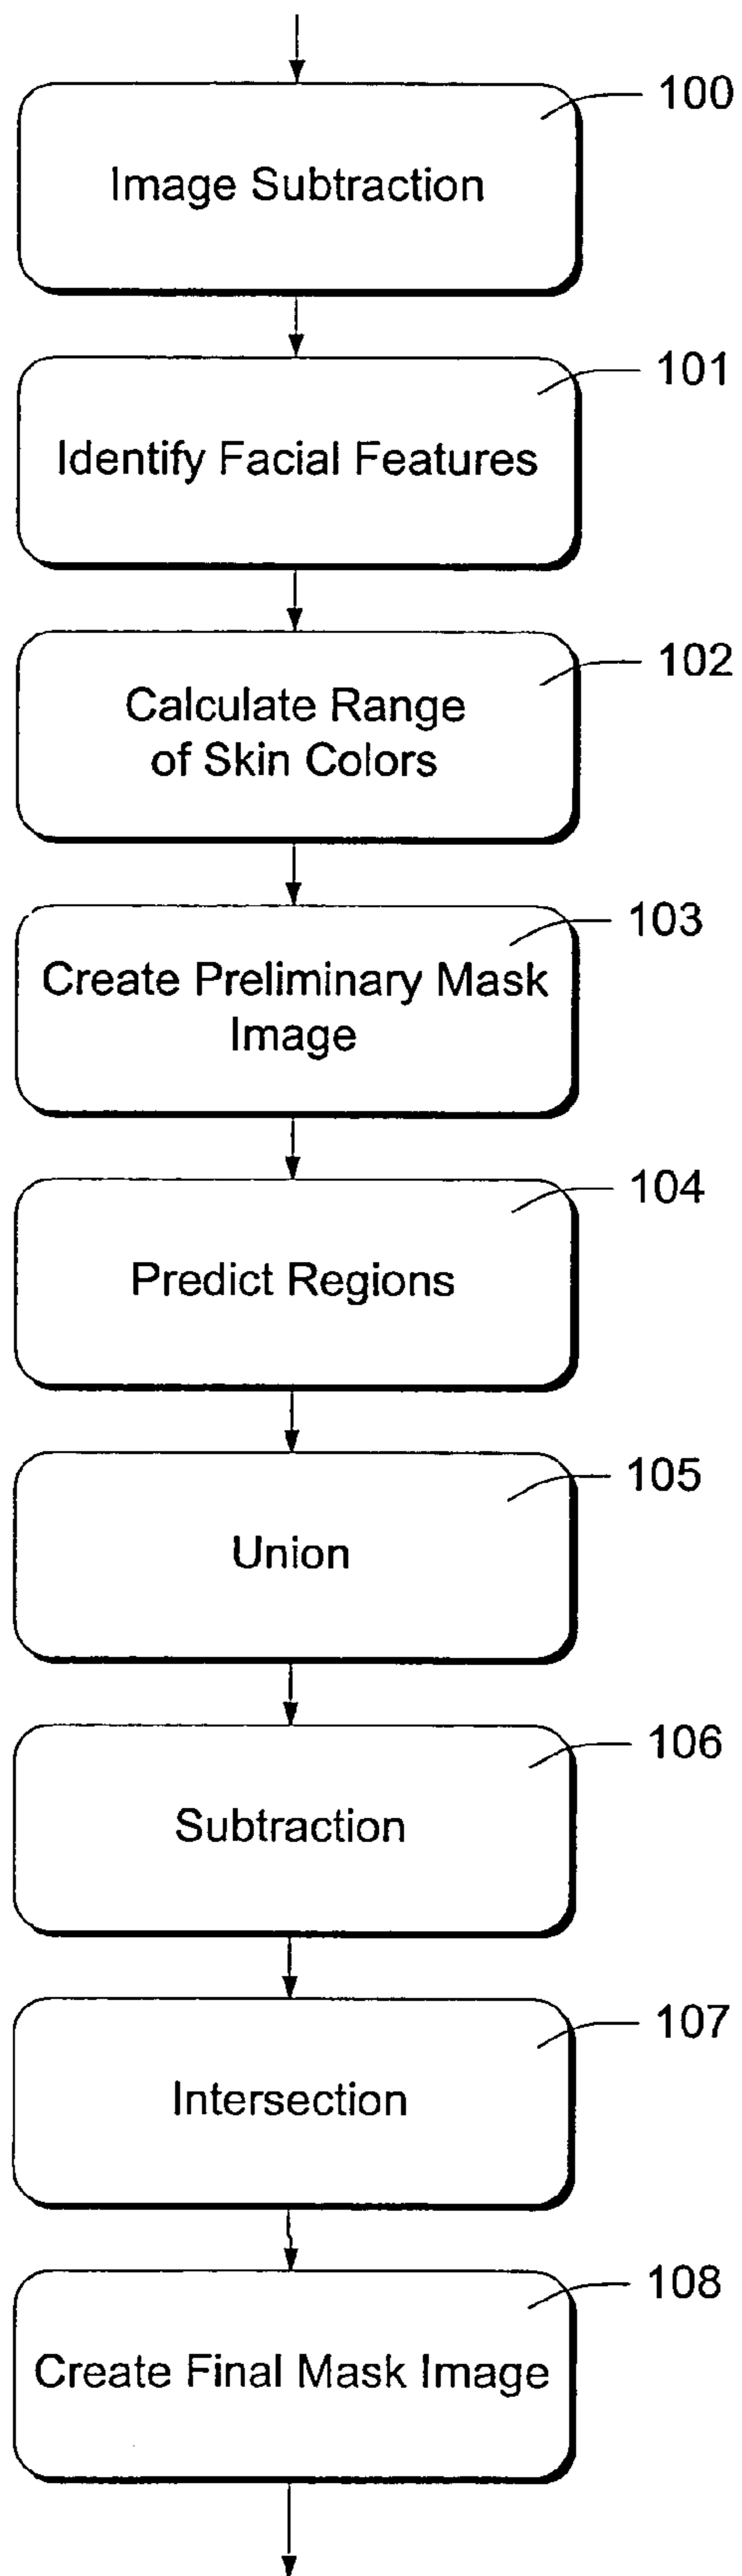 100
Image Subtraction
101
Identify Facial Features
102
Calculate Range
of Skin Colors
103
Create Preliminary Mask
Image
104
Predict Regions
105
Union
106
Subtraction
107
Intersection
108
Create Final Mask Image